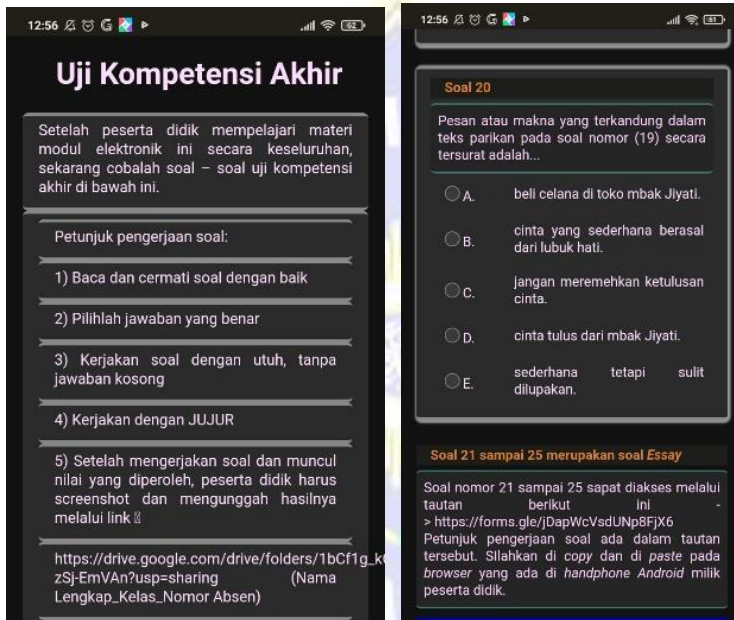 12:56
62
Uji Kompetensi Akhir
Setelah peserta didik mempelajari materi
modul elektronik ini secara keseluruhan,
sekarang cobalah soal – soal uji kompetensi
akhir di bawah ini.
Petunjuk pengerjaan soal:
1) Baca dan cermati soal dengan baik
2) Pilihlah jawaban yang benar
3) Kerjakan soal dengan utuh, tanpa
jawaban kosong
4) Kerjakan dengan JUJUR
5) Setelah mengerjakan soal dan muncul
nilai yang diperoleh, peserta didik harus
screenshot dan mengunggah hasilnya
melalui link
https://drive.google.com/drive/folders/1bCf1g_k
zSj-EmVAn?usp=sharing (Nama
Lengkap_Kelas_Nomor Absen)
12:56
61
Soal 20
Pesan atau makna yang terkandung dalam
teks parikan pada soal nomor (19) secara
tersurat adalah...
A. beli celana di toko mbak Jiyati.
B. cinta yang sederhana berasal
dari lubuk hati.
C. jangan meremehkan ketulusan
cinta.
D. cinta tulus dari mbak Jiyati.
E. sederhana tetapi sulit
dilupakan.
Soal 21 sampai 25 merupakan soal Essay
Soal nomor 21 sampai 25 sapat diakses melalui
tautan berikut ini -
> https://forms.gle/jDapWcVsdUNp8FjX6
Petunjuk pengerjaan soal ada dalam tautan
tersebut. SIlahkan di copy dan di paste pada
browser yang ada di handphone Android milik
peserta didik.